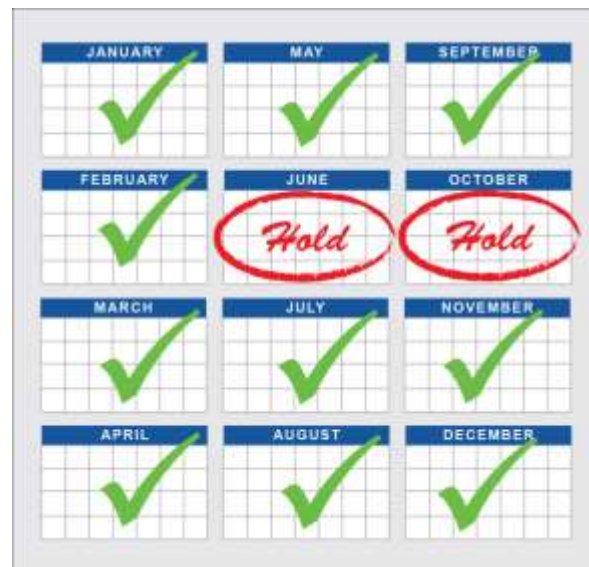 JANUARY MAY SEPTEMBER
FEBRUARY JUNE OCTOBER
Hold Hold
MARCH JULY NOVEMBER
APRIL AUGUST DECEMBER